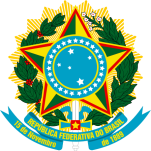 REPÚBLICA FEDERATIVA DO BRASIL
15 de Novembro
de 1889